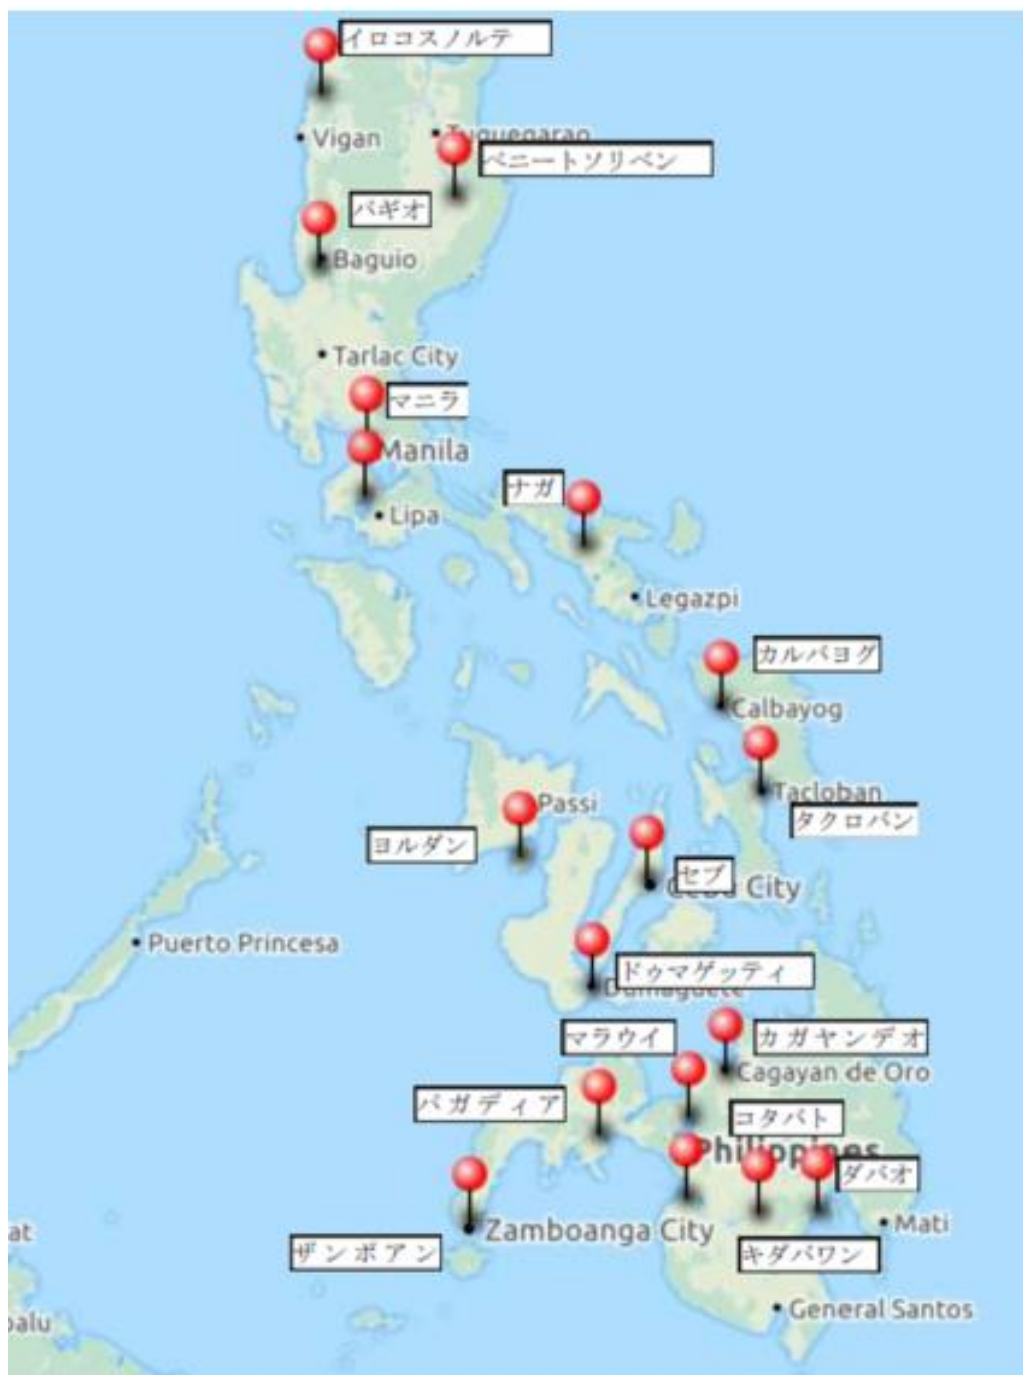 イロコスノルテ
Vigan
Tuguegarao
ベニートソリベン
バギオ
Baguio
Tarlac City
マニラ
Manila
ナガ
Lipa
Legazpi
カルバヨグ
Calbayog
Tacloban
タクロバン
Passi
ヨルダン
セブ
Cebu City
Puerto Princesa
ドゥマゲッティ
Dumaguete
マラウイ
カガヤンデオ
Cagayan de Oro
パガディア
コタバト
Philippines
ダバオ
Mati
at
ザンボアン
Zamboanga City
キダパワン
General Santos
alu